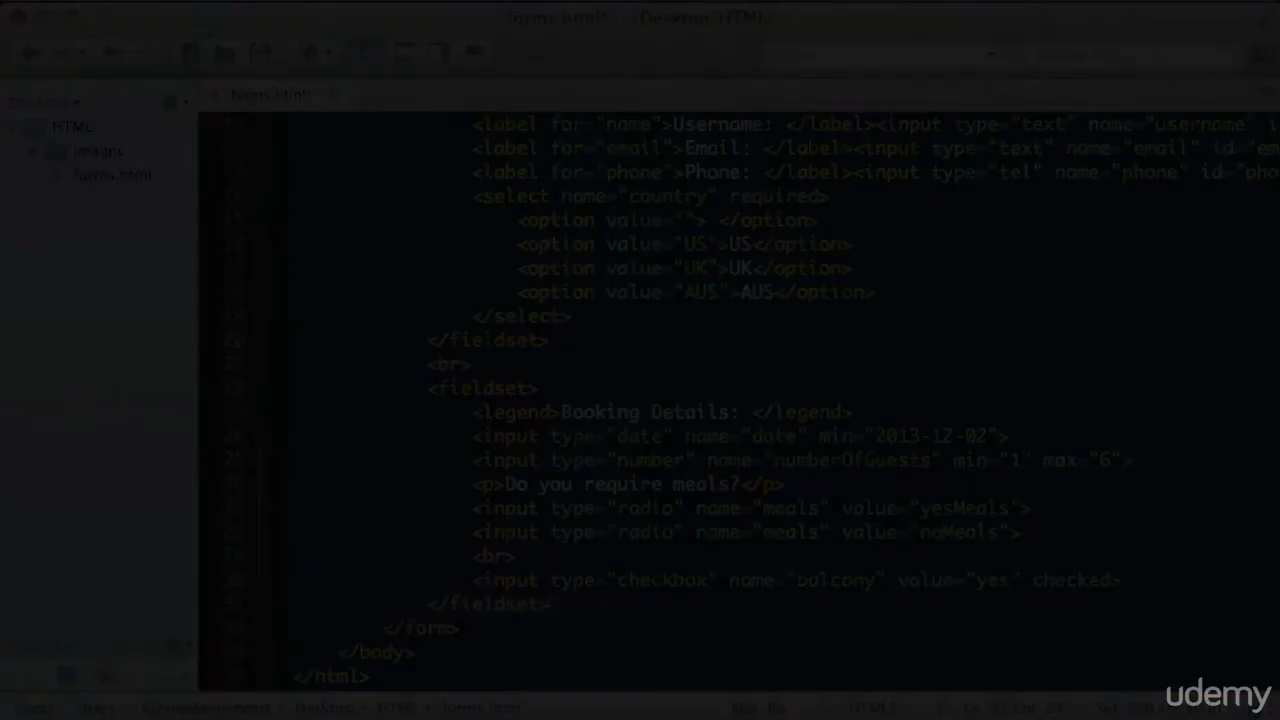 forms.html* Desktop/HTML
forms.html
HTML
images
forms.html
<label for="name">Username: </label><input type="text" name="username"
<label for="email">Email: </label><input type="text" name="email" id="em
<label for="phone">Phone: </label><input type="tel" name="phone" id="pho
<select name="country" required>
<option value=""> </option>
<option value="US">US</option>
<option value="UK">UK</option>
<option value="AUS">AUS</option>
</select>
</fieldset>
<br>
<fieldset>
<legend>Booking Details: </legend>
<input type="date" name="date" min="2013-12-02">
<input type="number" name="numberOfGuests" min="1" max="6">
<p>Do you require meals?</p>
<input type="radio" name="meals" value="yesMeals">
<input type="radio" name="meals" value="noMeals">
<br>
<input type="checkbox" name="balcony" value="yes" checked>
</fieldset>
</form>
</body>
</html>
udemy